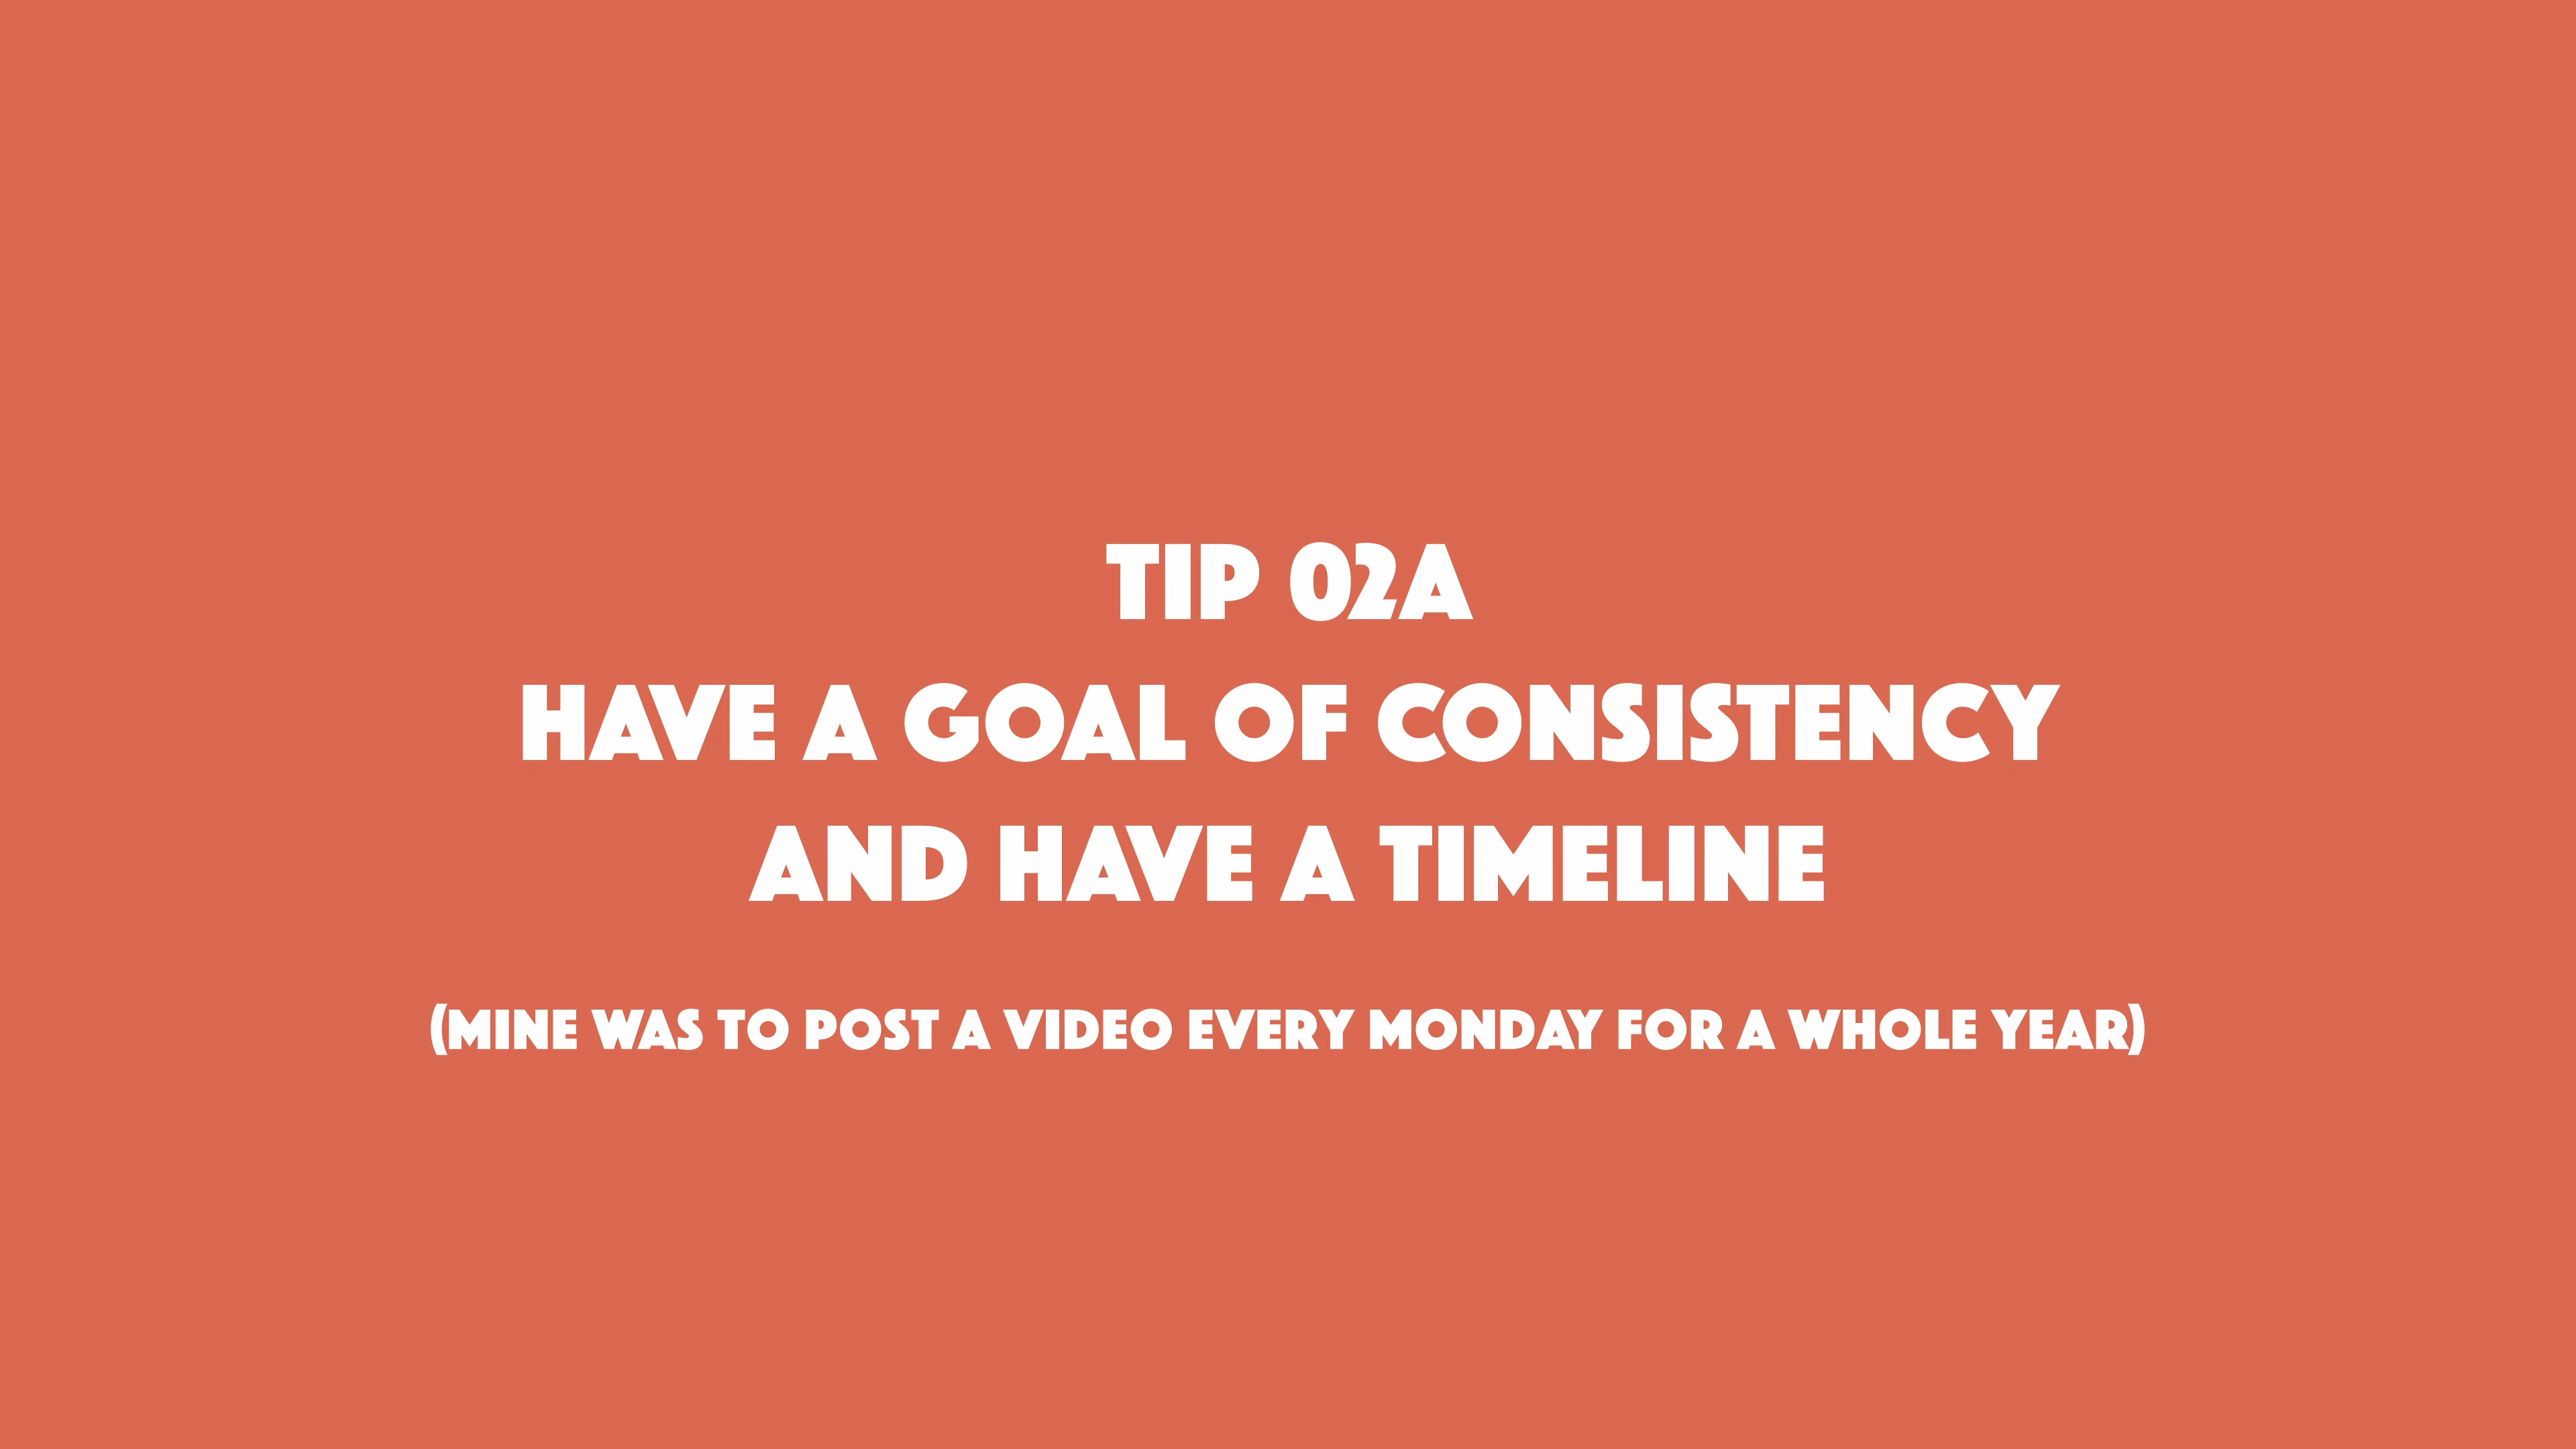 TIP 02A
HAVE A GOAL OF CONSISTENCY
AND HAVE A TIMELINE
(MINE WAS TO POST A VIDEO EVERY MONDAY FOR A WHOLE YEAR)